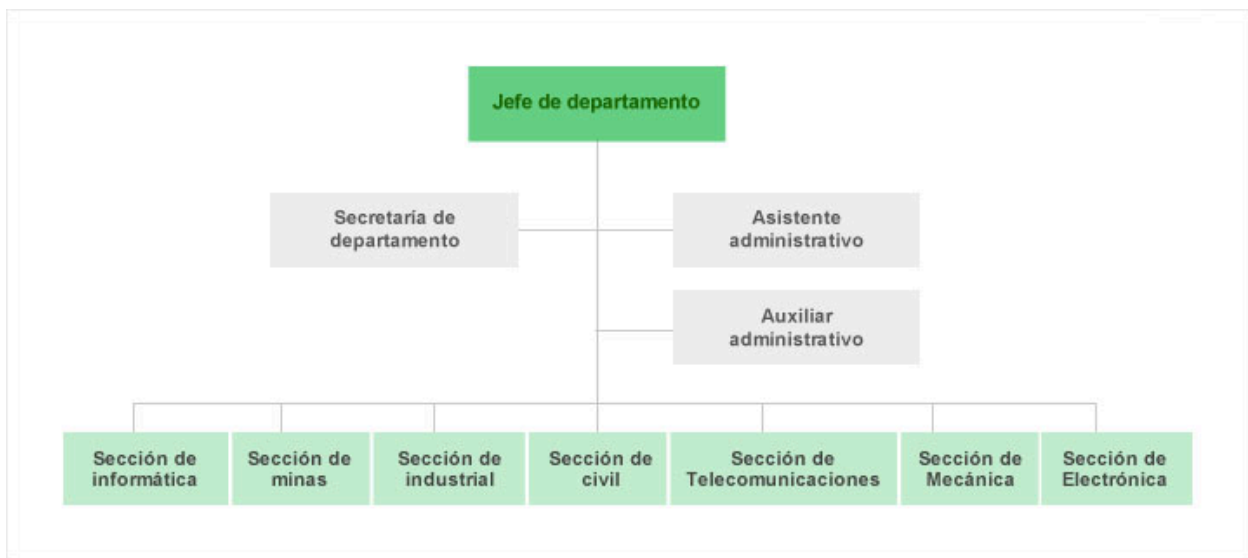 Jefe de departamento
Secretaría de
departamento
Asistente
administrativo
Auxiliar
administrativo
Sección de
informática
Sección de
minas
Sección de
industrial
Sección de
civil
Sección de
Telecomunicaciones
Sección de
Mecánica
Sección de
Electrónica